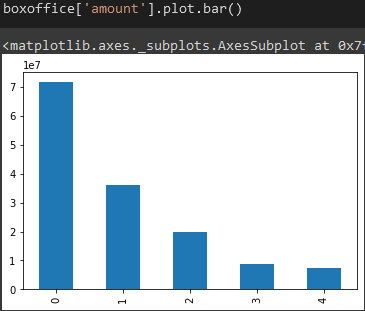 boxoffice['amount'].plot.bar()
<matplotlib.axes._subplots.AxesSubplot at 0x7
1e7
7
6
5
4
3
2
1
0
0 1 2 3 4